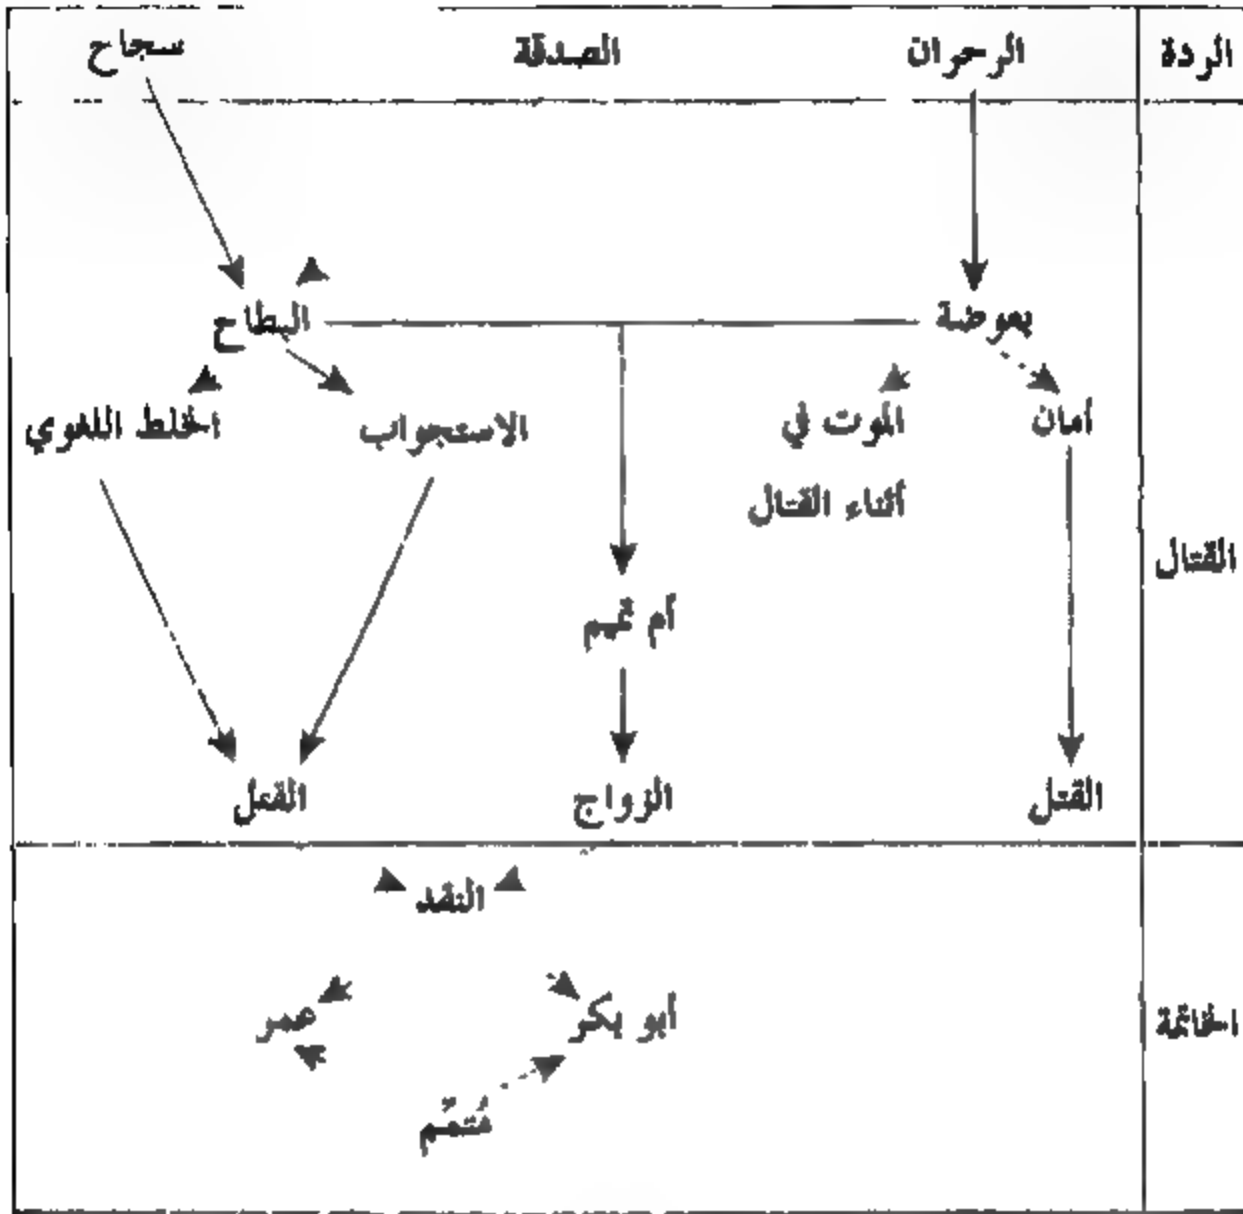 الردة الرحران الصدقة سجاح
بعوضة البطاح
أمان الموت في الاستجواب الخلط اللغوي
أثناء القتال
القتال
أم تميم
القتل الزواج القتل
النقد
الخاتمة أبو بكر عمر
مُتمّم